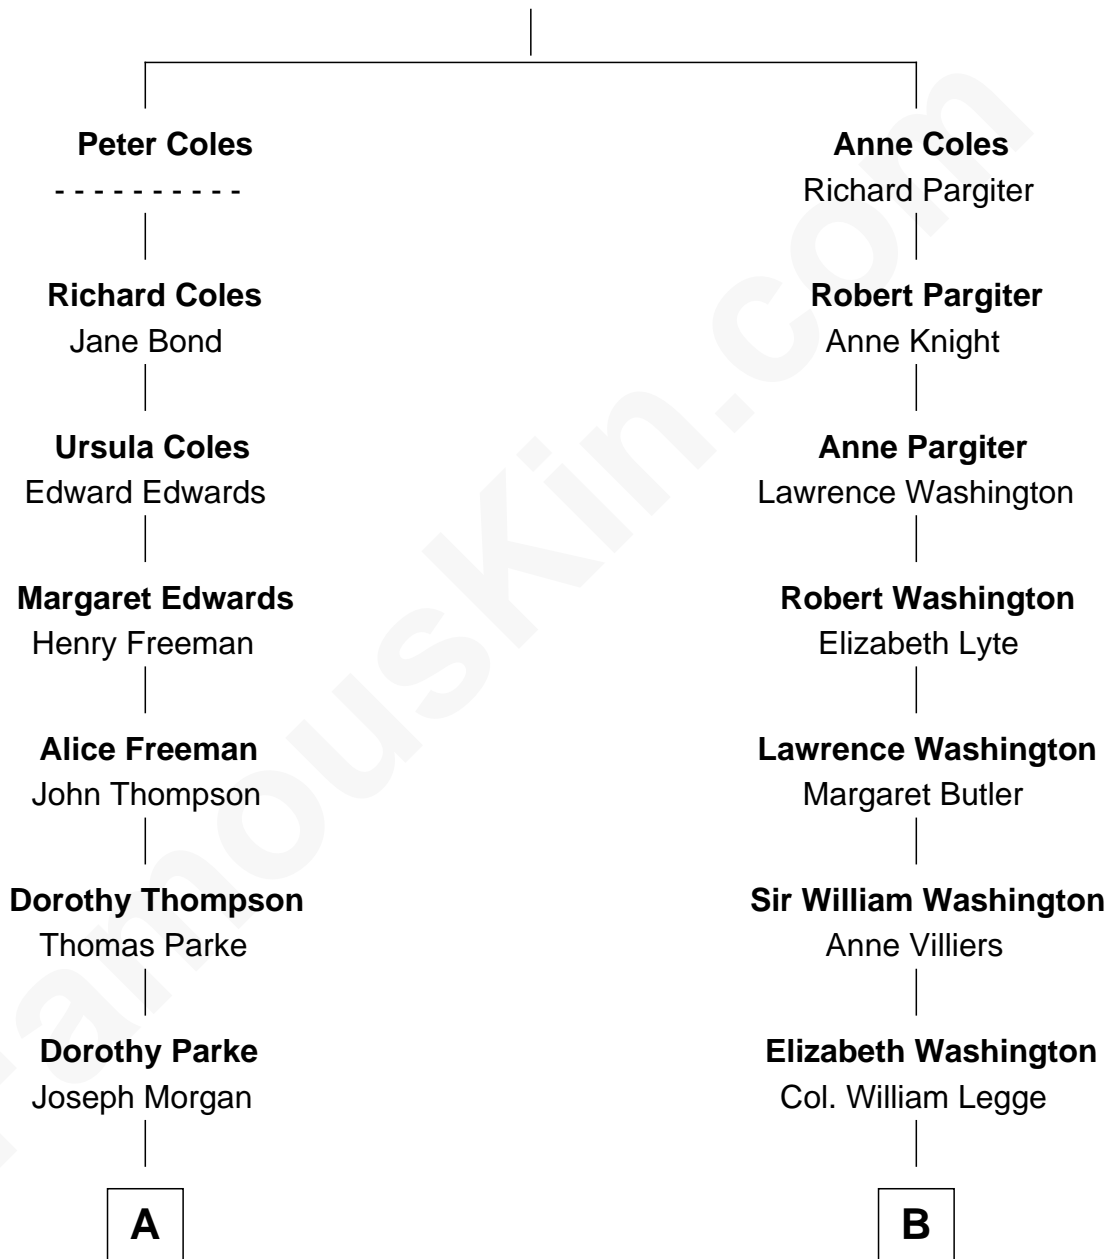 Peter Coles
- - - - - - - - - -
Richard Coles
Jane Bond
Ursula Coles
Edward Edwards
Margaret Edwards
Henry Freeman
Alice Freeman
John Thompson
Dorothy Thompson
Thomas Parke
Dorothy Parke
Joseph Morgan
A
Anne Coles
Richard Pargiter
Robert Pargiter
Anne Knight
Anne Pargiter
Lawrence Washington
Robert Washington
Elizabeth Lyte
Lawrence Washington
Margaret Butler
Sir William Washington
Anne Villiers
Elizabeth Washington
Col. William Legge
B
FamousKin.com